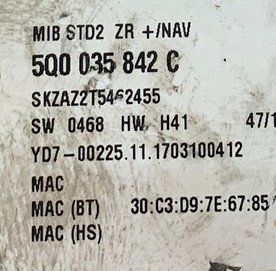 MIB STD2 ZR +/NAV
5Q0 035 842 C
SKZAZ2T5462455
SW 0468 HW H41 47/1
YD7-00225.11.1703100412
MAC
MAC (BT) 30:C3:D9:7E:67:85
MAC (HS)